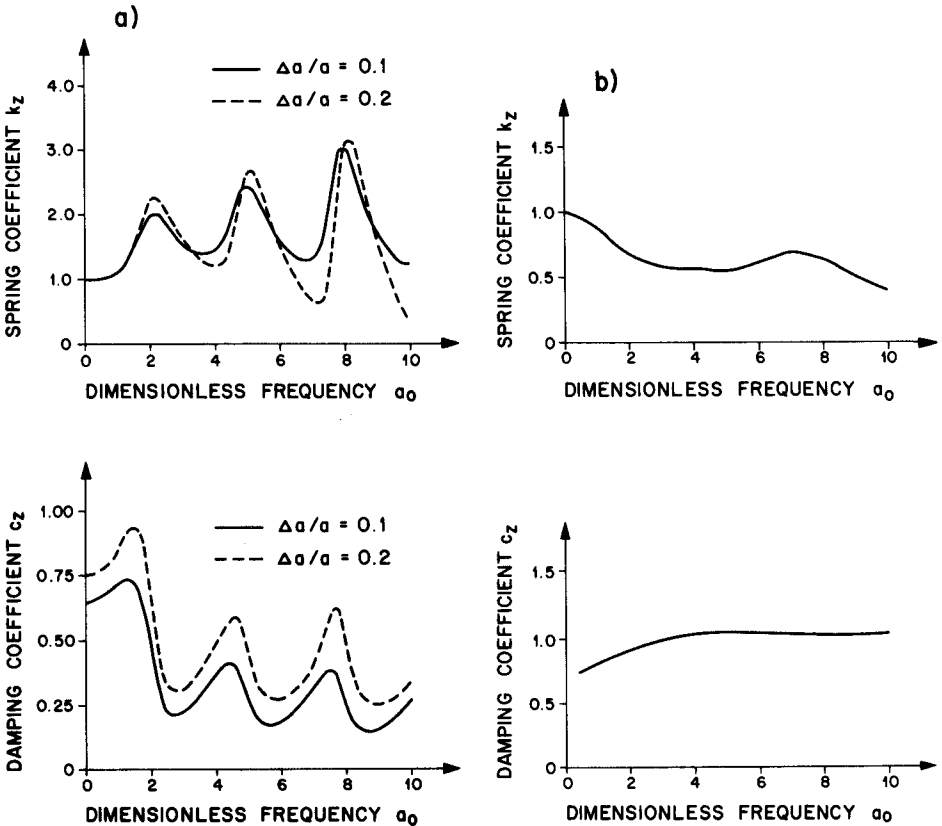 a)
Δa/a = 0.1
Δa/a = 0.2
SPRING COEFFICIENT kz
4.0
3.0
2.0
1.0
0
0 2 4 6 8 10
DIMENSIONLESS FREQUENCY ao
b)
SPRING COEFFICIENT kz
1.5
1.0
0.5
0
0 2 4 6 8 10
DIMENSIONLESS FREQUENCY ao
Δa/a = 0.1
Δa/a = 0.2
DAMPING COEFFICIENT cz
1.00
0.75
0.50
0.25
0
0 2 4 6 8 10
DIMENSIONLESS FREQUENCY ao
DAMPING COEFFICIENT cz
1.5
1.0
0.5
0
0 2 4 6 8 10
DIMENSIONLESS FREQUENCY ao